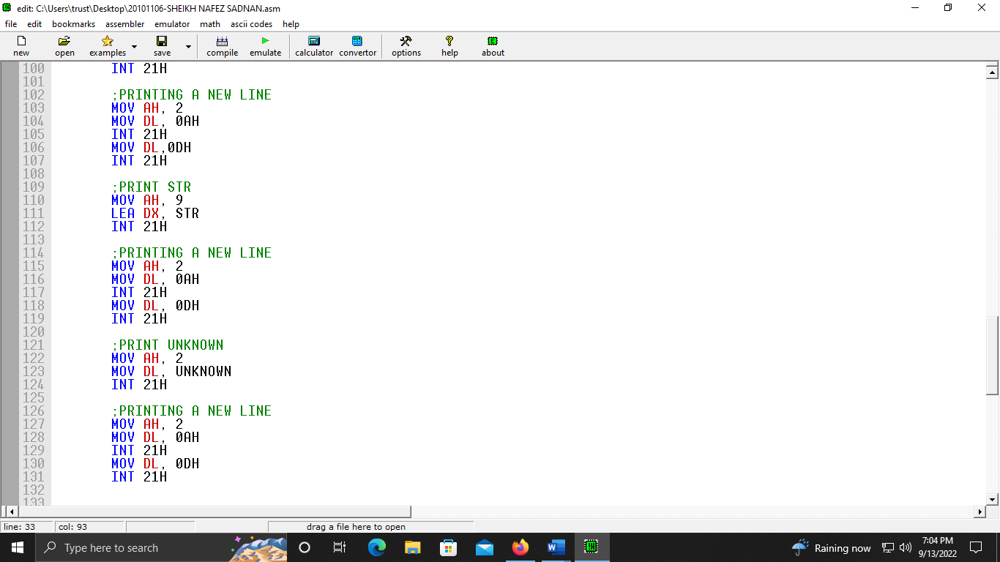 edit: C:\Users\trust\Desktop\20101106-SHEIKH NAFEZ SADNAN.asm
file edit bookmarks assembler emulator math ascii codes help
new open examples save compile emulate calculator convertor options help about
100 INT 21H
101
102 ;PRINTING A NEW LINE
103 MOV AH, 2
104 MOV DL, 0AH
105 INT 21H
106 MOV DL,0DH
107 INT 21H
108
109 ;PRINT STR
110 MOV AH, 9
111 LEA DX, STR
112 INT 21H
113
114 ;PRINTING A NEW LINE
115 MOV AH, 2
116 MOV DL, 0AH
117 INT 21H
118 MOV DL, 0DH
119 INT 21H
120
121 ;PRINT UNKNOWN
122 MOV AH, 2
123 MOV DL, UNKNOWN
124 INT 21H
125
126 ;PRINTING A NEW LINE
127 MOV AH, 2
128 MOV DL, 0AH
129 INT 21H
130 MOV DL, 0DH
131 INT 21H
132
133
line: 33 col: 93 drag a file here to open
Type here to search Raining now 7:04 PM
9/13/2022